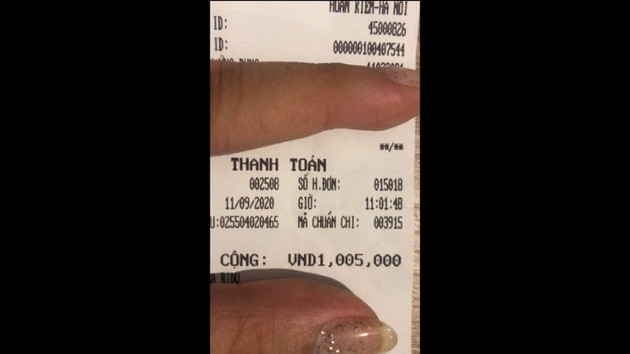 HOAN KIEM-HA NOI
ID: 45000826
ID: 000000100407544
**/**
THANH TOÁN
002508 SỐ H.ĐƠN: 015018
11/09/2020 GIỜ: 11:01:48
U:025504020465 MÃ CHUẨN CHI: 003915
CỘNG: VND1,005,000